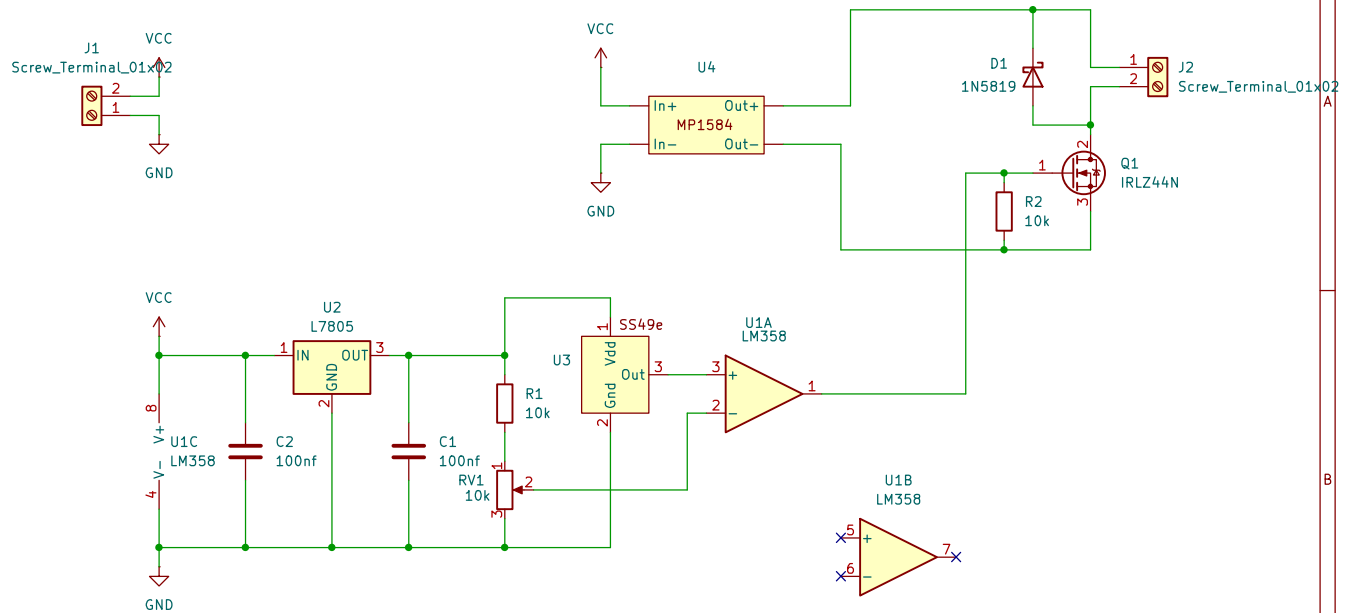 J1
Screw_Terminal_01x02
VCC
2
1
GND
VCC
U4
In+
Out+
MP1584
In-
Out-
GND
D1
1N5819
1
2
J2
Screw_Terminal_01x02
A
2
1
3
Q1
IRLZ44N
R2
10k
VCC
8
V+
V-
4
U1C
LM358
C2
100nf
GND
U2
L7805
1
IN
OUT
3
GND
2
C1
100nf
R1
10k
RV1
10k
1
2
3
U3
SS49e
1
Vdd
Out
3
Gnd
2
U1A
LM358
3
+
2
-
1
U1B
LM358
5
+
6
-
7
B